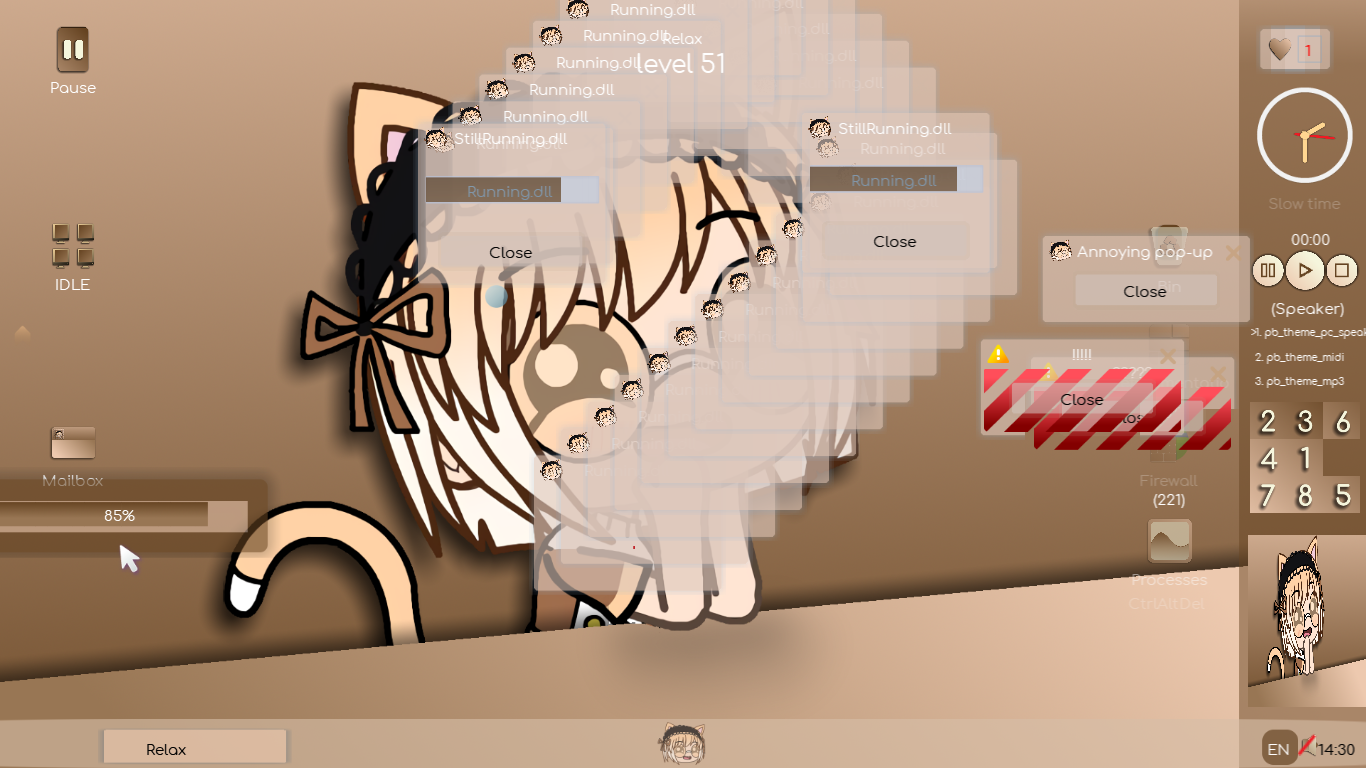 Running.dll
Running.dll
Relax
Running.dll
level 51
Pause
Running.dll
Running.dll
StillRunning.dll
StillRunning.dll
Running.dll
Running.dll
Running.dll
Running.dll
Close
Close
IDLE
Annoying pop-up
Close
Bin
1
Slow time
00:00
(Speaker)
>1. pb_theme_pc_speak
2. pb_theme_midi
3. pb_theme_mp3
!!!!!
Close
2 3 6
4 1
7 8 5
Mailbox
85%
Firewall
(221)
Processes
CtrlAltDel
Relax
EN
14:30